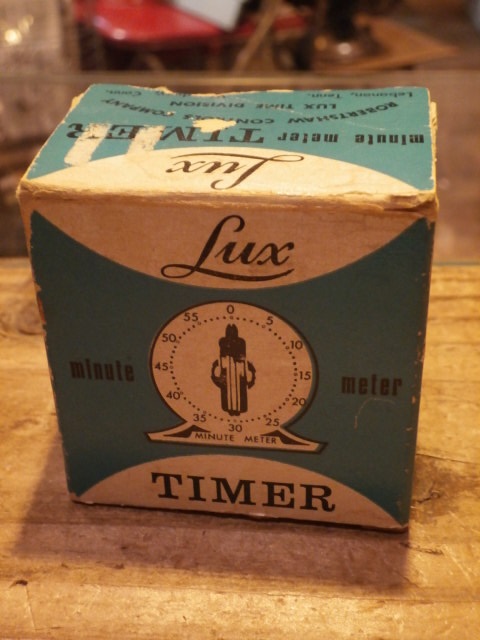 Lux
minute meter TIMER
LUX TIME DIVISION
ROBERTSHAW CONTROLS COMPANY
Lebanon, Tenn. Conn.
Lux
0
55 5
50 10
45 15
40 20
35 30 25
minute meter
MINUTE METER
TIMER